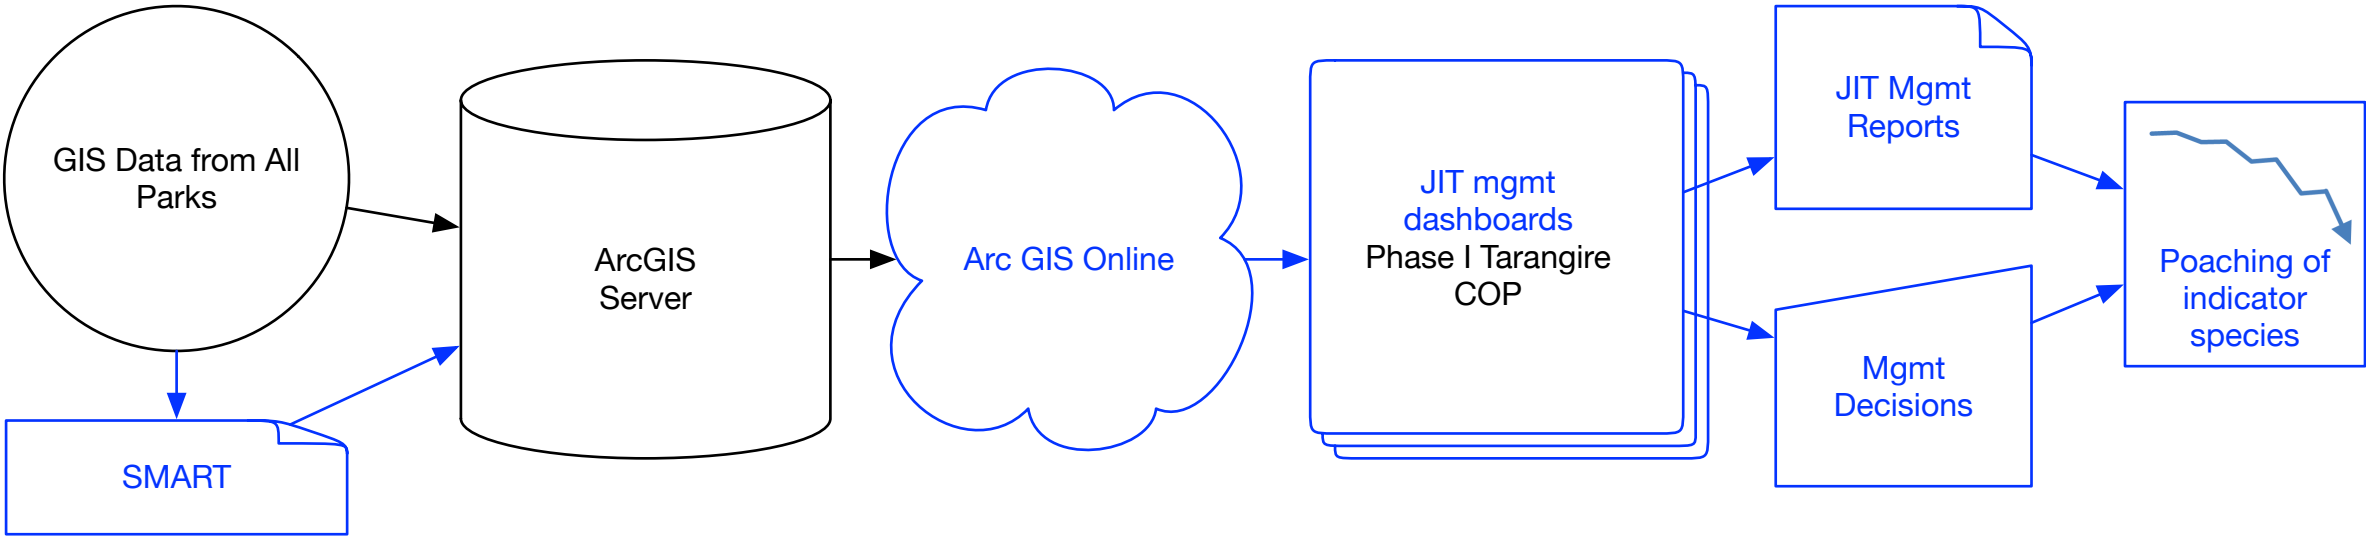 GIS Data from All
Parks
SMART
ArcGIS
Server
Arc GIS Online
JIT mgmt
dashboards
Phase I Tarangire
COP
JIT Mgmt
Reports
Mgmt
Decisions
Poaching of
indicator
species